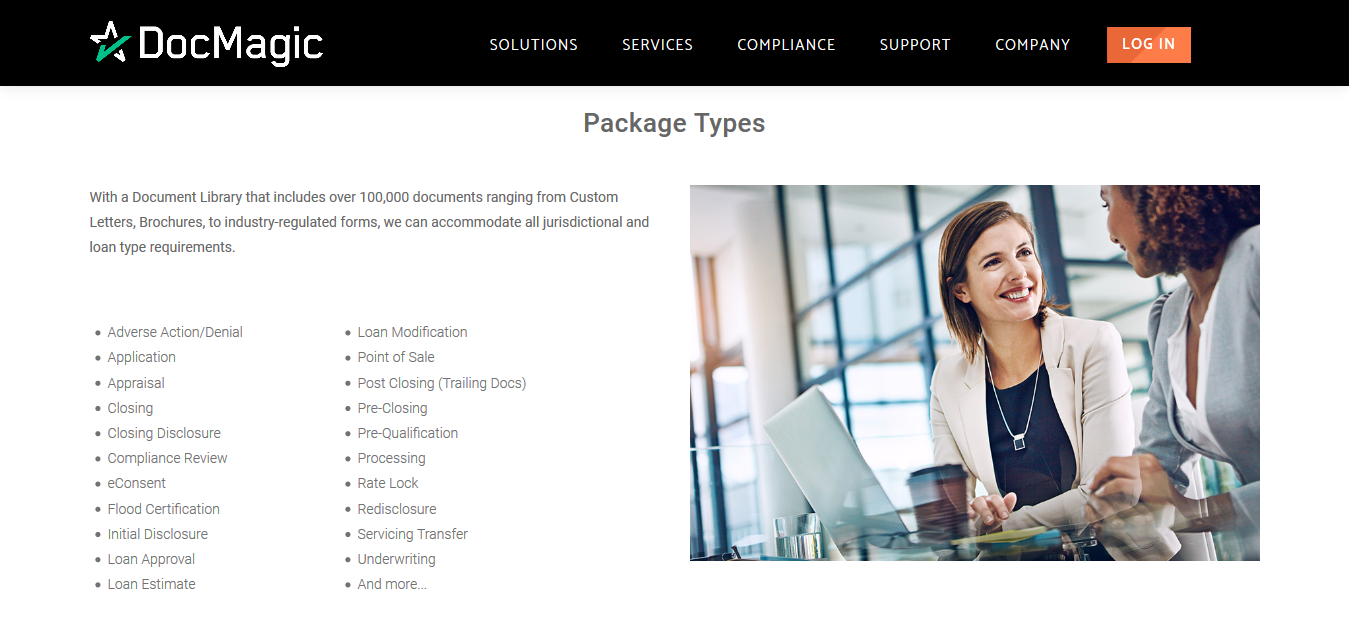 DocMagic
SOLUTIONS
SERVICES
COMPLIANCE
SUPPORT
COMPANY
LOG IN
Package Types
With a Document Library that includes over 100,000 documents ranging from Custom
Letters, Brochures, to industry-regulated forms, we can accommodate all jurisdictional and
loan type requirements.
Adverse Action/Denial
Application
Appraisal
Closing
Closing Disclosure
Compliance Review
eConsent
Flood Certification
Initial Disclosure
Loan Approval
Loan Estimate
Loan Modification
Point of Sale
Post Closing (Trailing Docs)
Pre-Closing
Pre-Qualification
Processing
Rate Lock
Redisclosure
Servicing Transfer
Underwriting
And more...